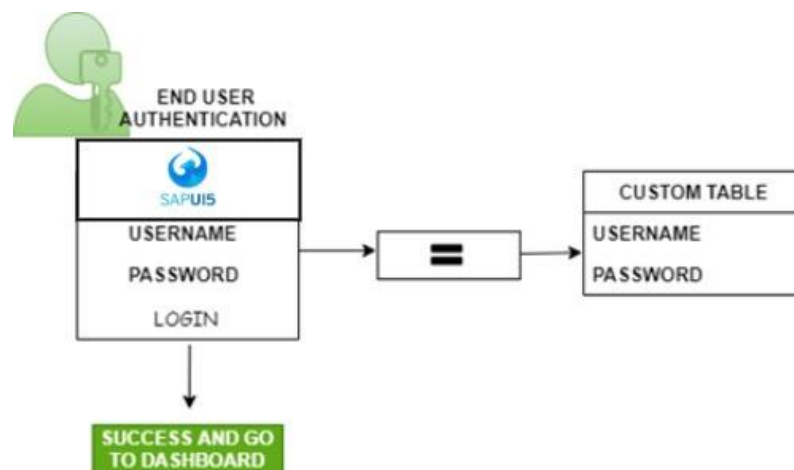 END USER
AUTHENTICATION
SAPUI5
USERNAME
PASSWORD
LOGIN
=
CUSTOM TABLE
USERNAME
PASSWORD
SUCCESS AND GO
TO DASHBOARD